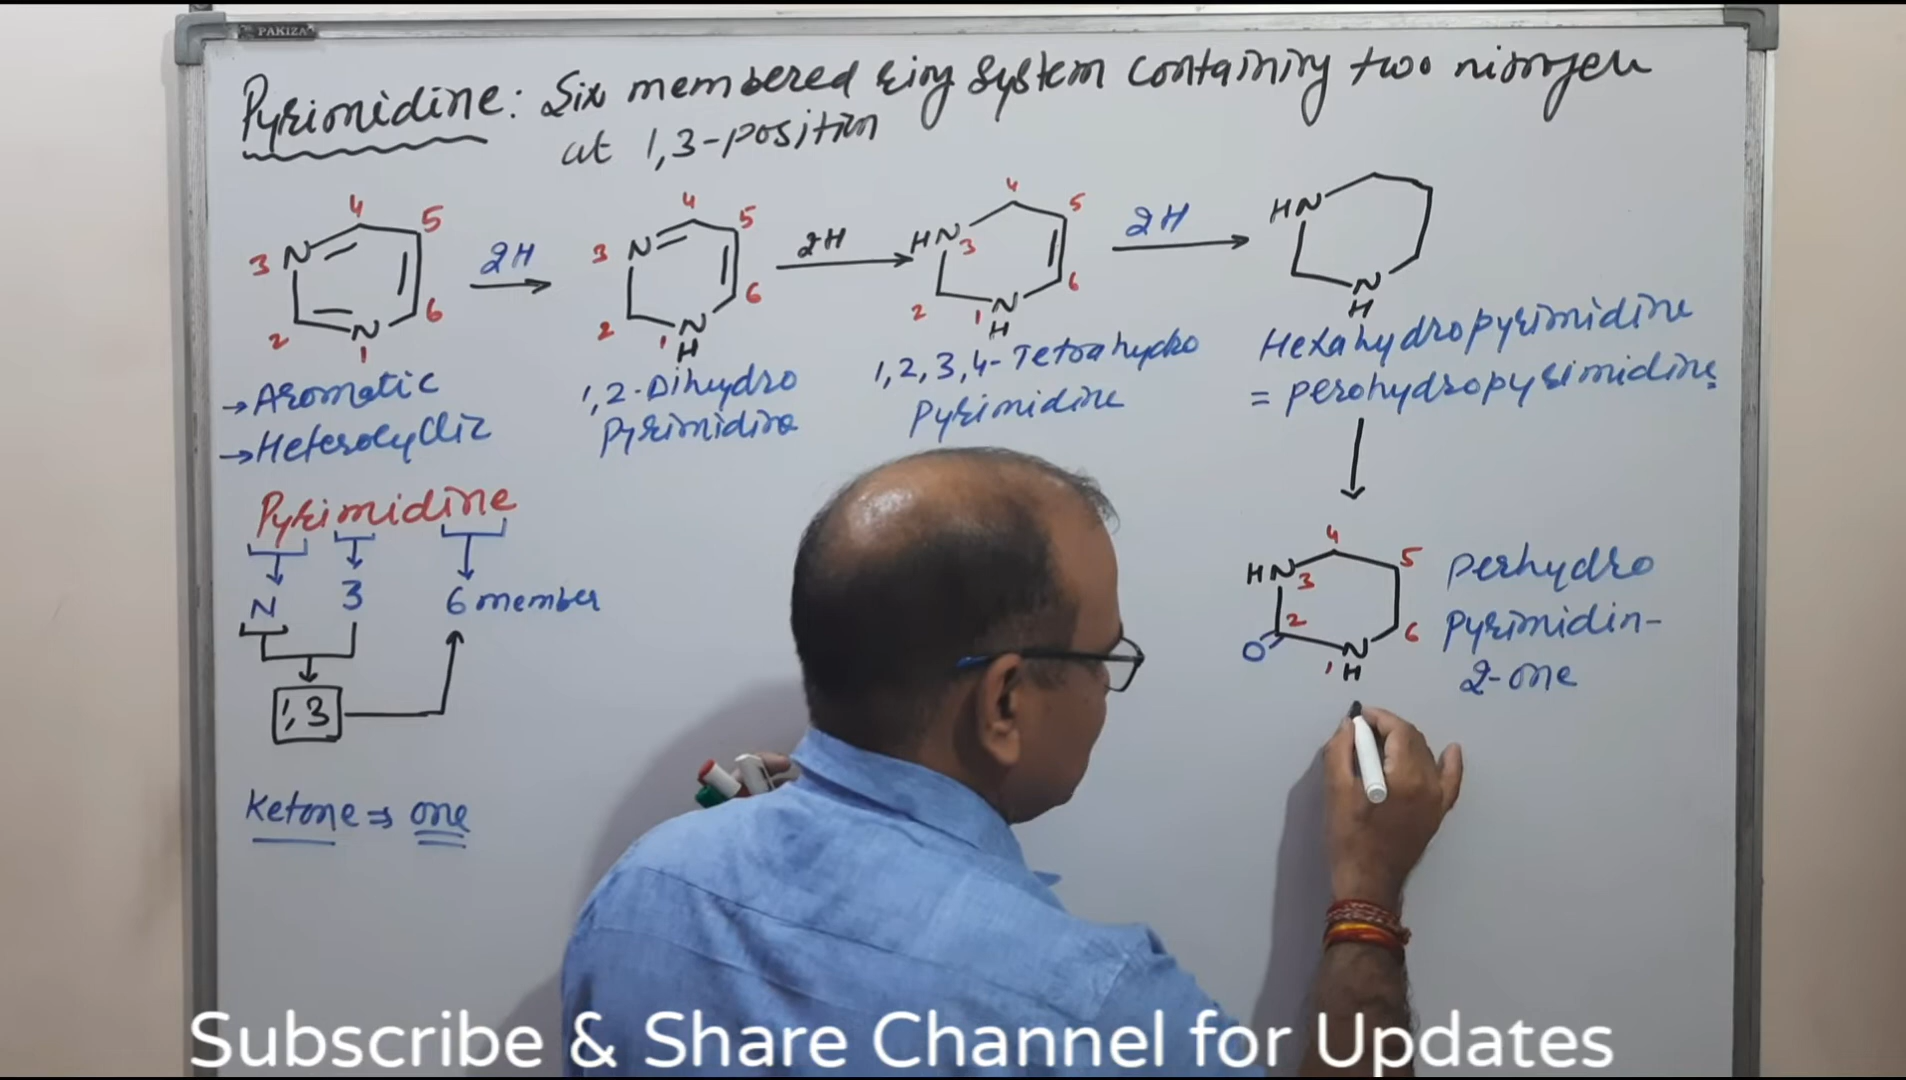 PAKIZA
Pyrimidine: Six membered ring system containing two nitrogen
at 1,3-position
4
5
3 N
6
2
N
1
2H
4
5
3 N
6
2
1 N
H
2H
4
5
HN 3
6
2
1 N
H
2H
HN
N
H
→Aromatic
→Heterocyclic
1,2-Dihydro
Pyrimidine
1,2,3,4-Tetrahydro
Pyrimidine
Hexahydropyrimidine
= perohydropyrimidine
Pyrimidine
N 3 6 member
1,3
Ketone ⇒ one
4
5
HN 3
2
6
O
N
1 H
Perhydro
Pyrimidin-
2-one
Subscribe & Share Channel for Updates